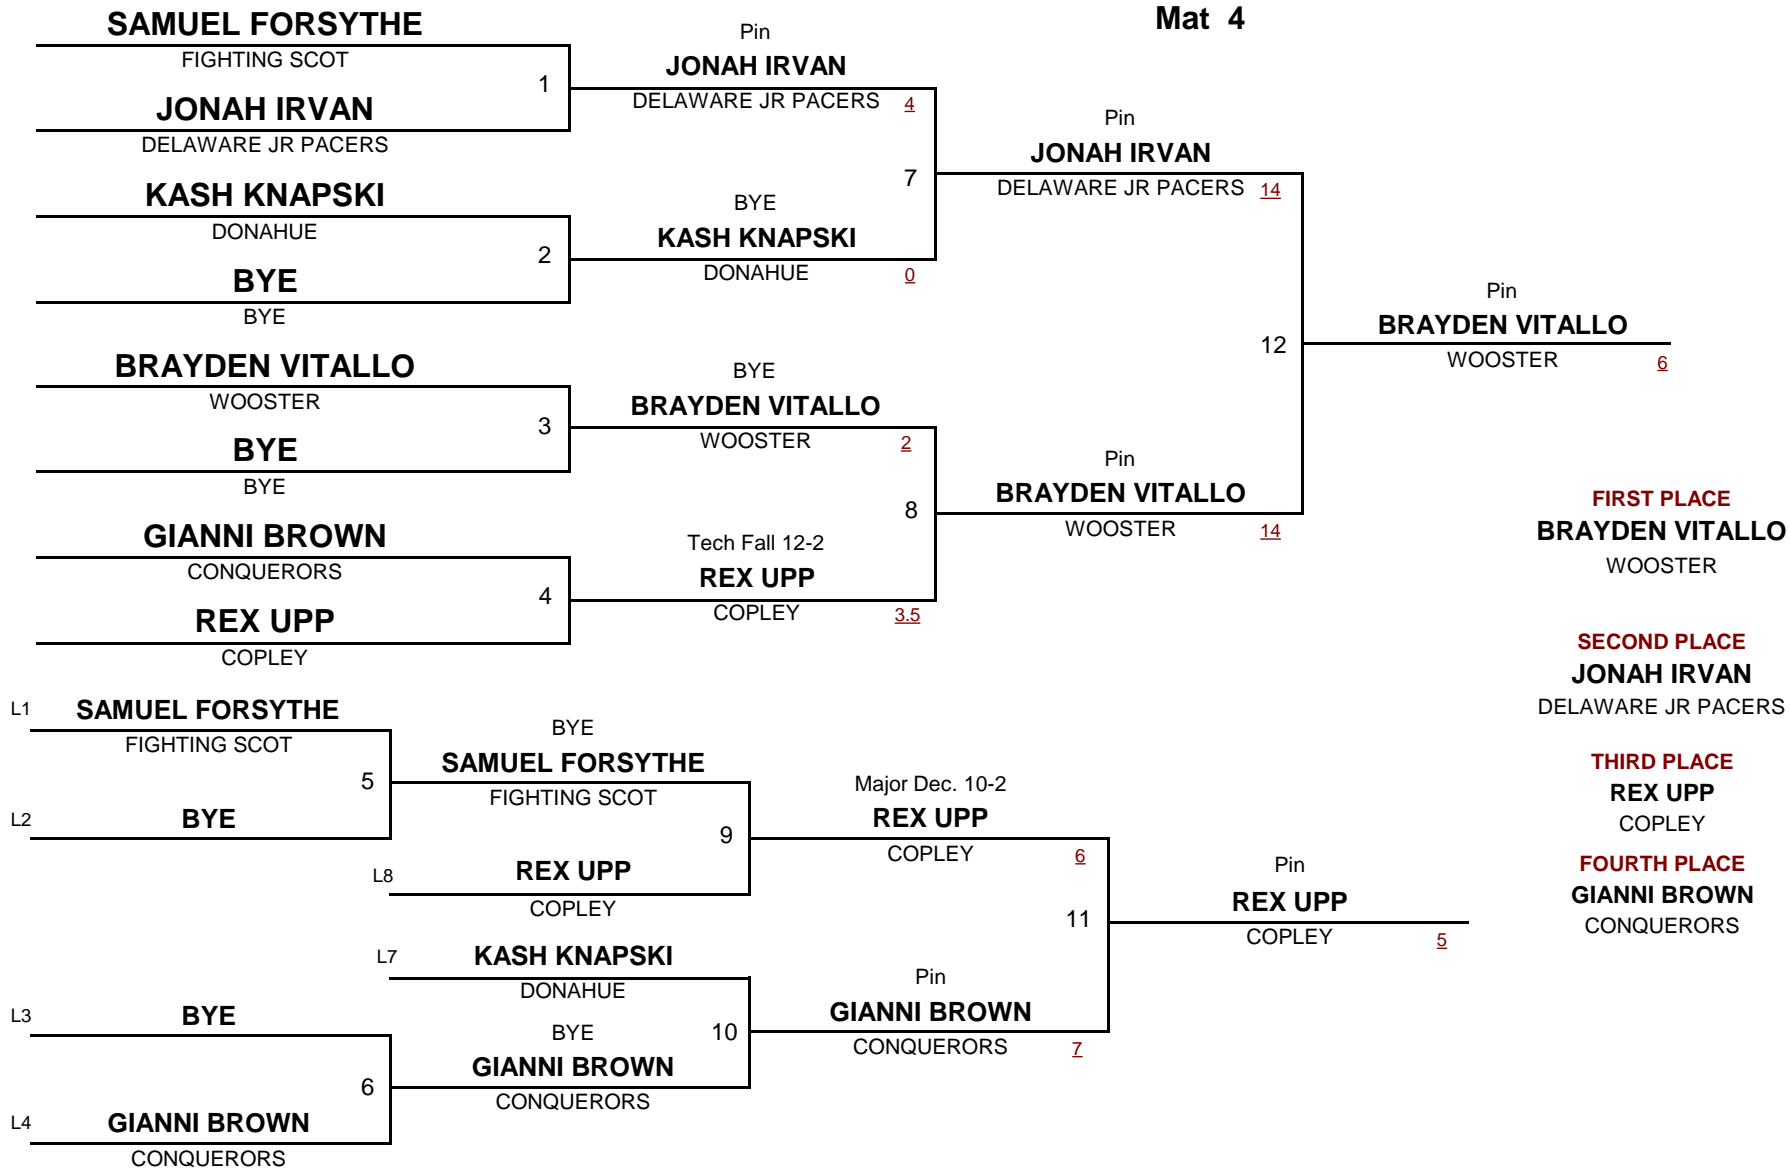 Mat 4
SAMUEL FORSYTHE
FIGHTING SCOT
1
JONAH IRVAN
DELAWARE JR PACERS
KASH KNAPSKI
DONAHUE
2
BYE
BYE
BRAYDEN VITALLO
WOOSTER
3
BYE
BYE
GIANNI BROWN
CONQUERORS
4
REX UPP
COPLEY
Pin
JONAH IRVAN
DELAWARE JR PACERS 4
7
BYE
KASH KNAPSKI
DONAHUE 0
BYE
BRAYDEN VITALLO
WOOSTER 2
8
Tech Fall 12-2
REX UPP
COPLEY 3.5
Pin
JONAH IRVAN
DELAWARE JR PACERS 14
12
Pin
BRAYDEN VITALLO
WOOSTER 14
Pin
BRAYDEN VITALLO
WOOSTER 6
L1 SAMUEL FORSYTHE
FIGHTING SCOT
5
L2 BYE
L3 BYE
6
L4 GIANNI BROWN
CONQUERORS
BYE
SAMUEL FORSYTHE
FIGHTING SCOT
9
L8 REX UPP
COPLEY
L7 KASH KNAPSKI
DONAHUE
10
BYE
GIANNI BROWN
CONQUERORS
Major Dec. 10-2
REX UPP
COPLEY 6
11
Pin
GIANNI BROWN
CONQUERORS 7
Pin
REX UPP
COPLEY 5
FIRST PLACE
BRAYDEN VITALLO
WOOSTER
SECOND PLACE
JONAH IRVAN
DELAWARE JR PACERS
THIRD PLACE
REX UPP
COPLEY
FOURTH PLACE
GIANNI BROWN
CONQUERORS